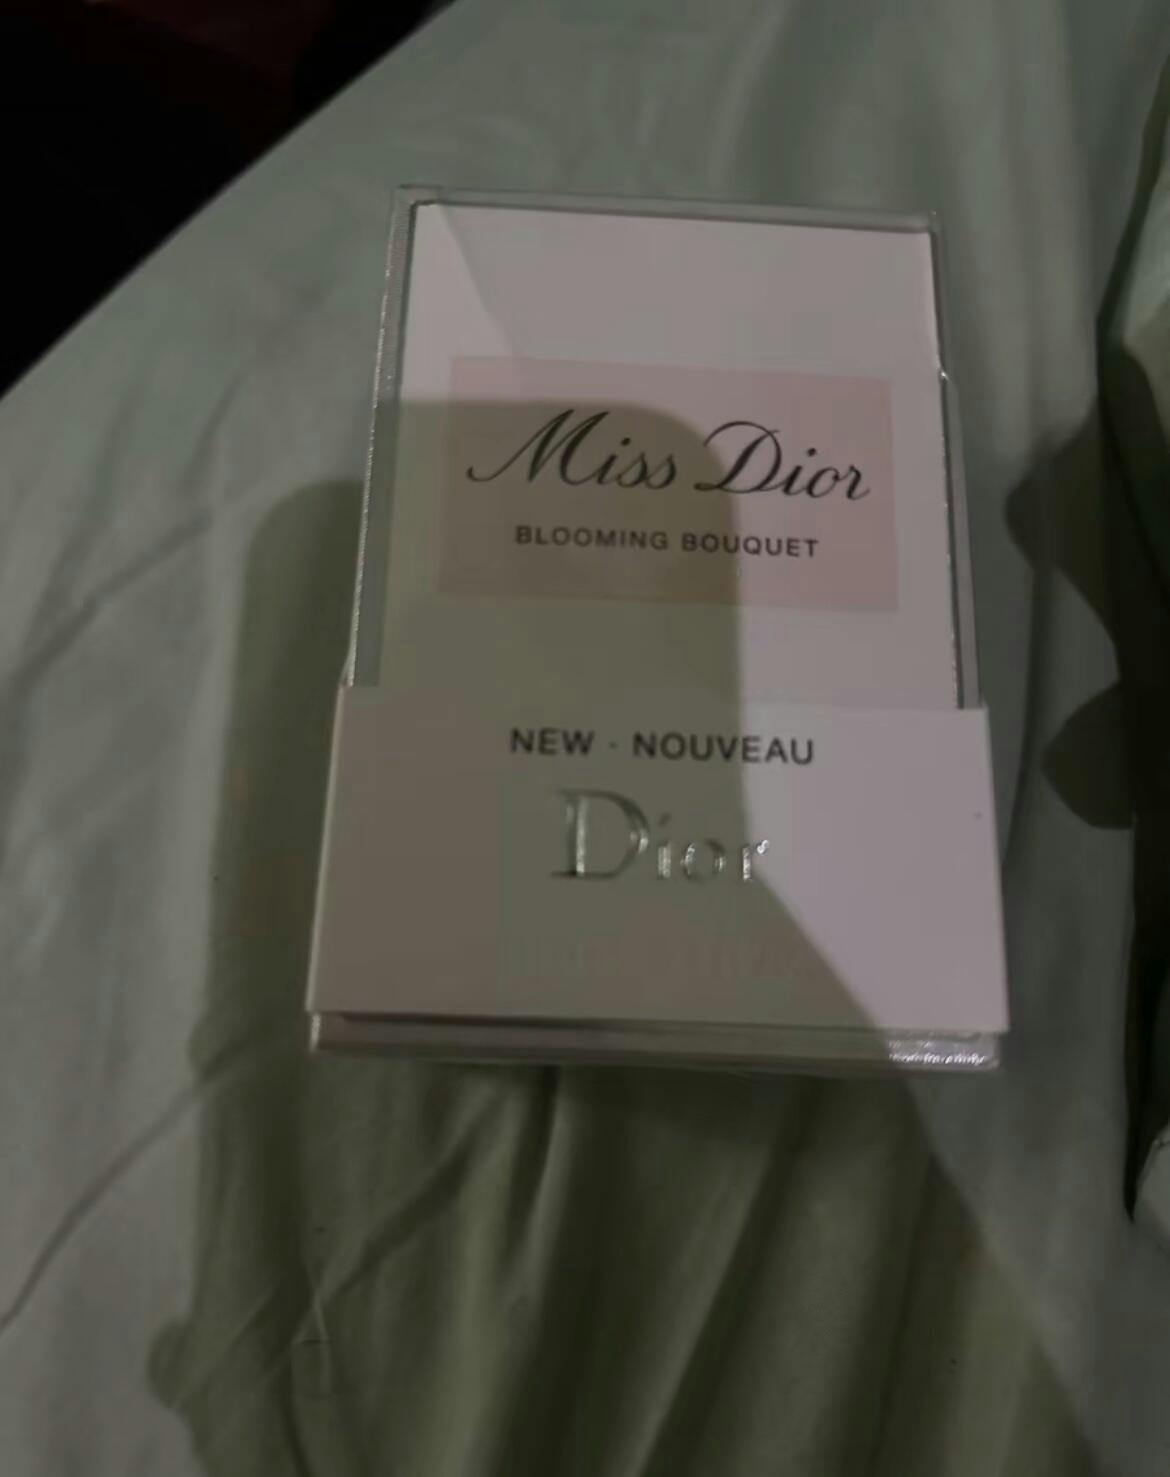 Miss Dior
BLOOMING BOUQUET
NEW · NOUVEAU
Dior